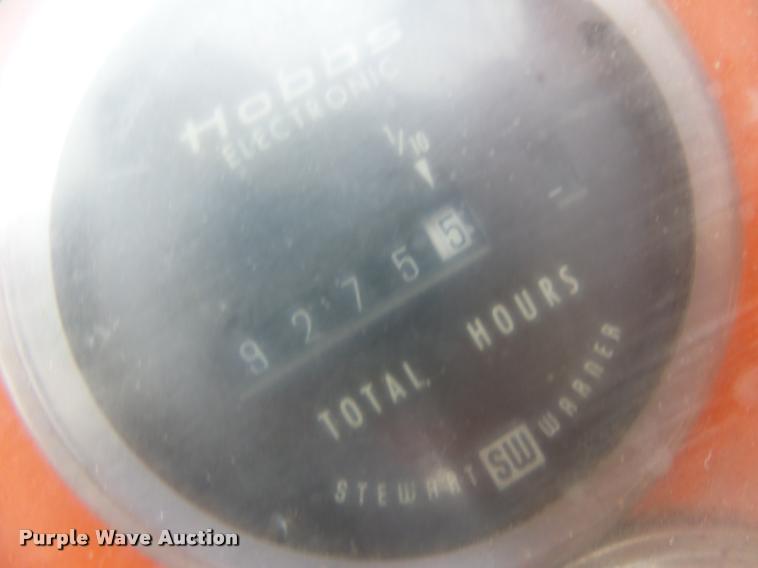 Hobbs
ELECTRONIC
1/10
9 2 7 5 5
TOTAL HOURS
STEWART SW WARNER
Purple Wave Auction